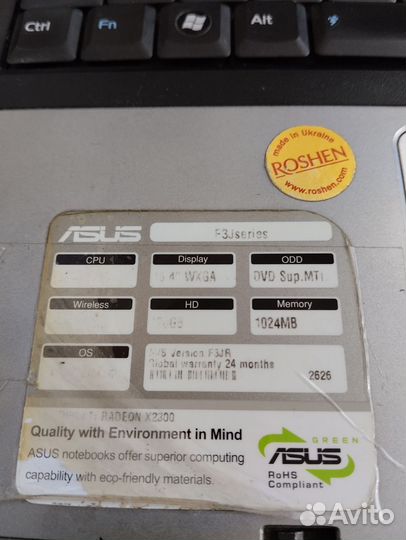 Ctrl
Fn
Alt
made in Ukraine
ROSHEN
www.roshen.com
ASUS
F3Jseries
CPU
Display
ODD
WXGA
DVD Sup.MTL
Wireless
HD
Memory
1024MB
OS
version F3JR
Global warranty 24 months
2626
RADEON X2300
Quality with Environment in Mind
ASUS notebooks offer superior computing
capability with eco-friendly materials.
GREEN
ASUS
RoHS
Compliant
Avito